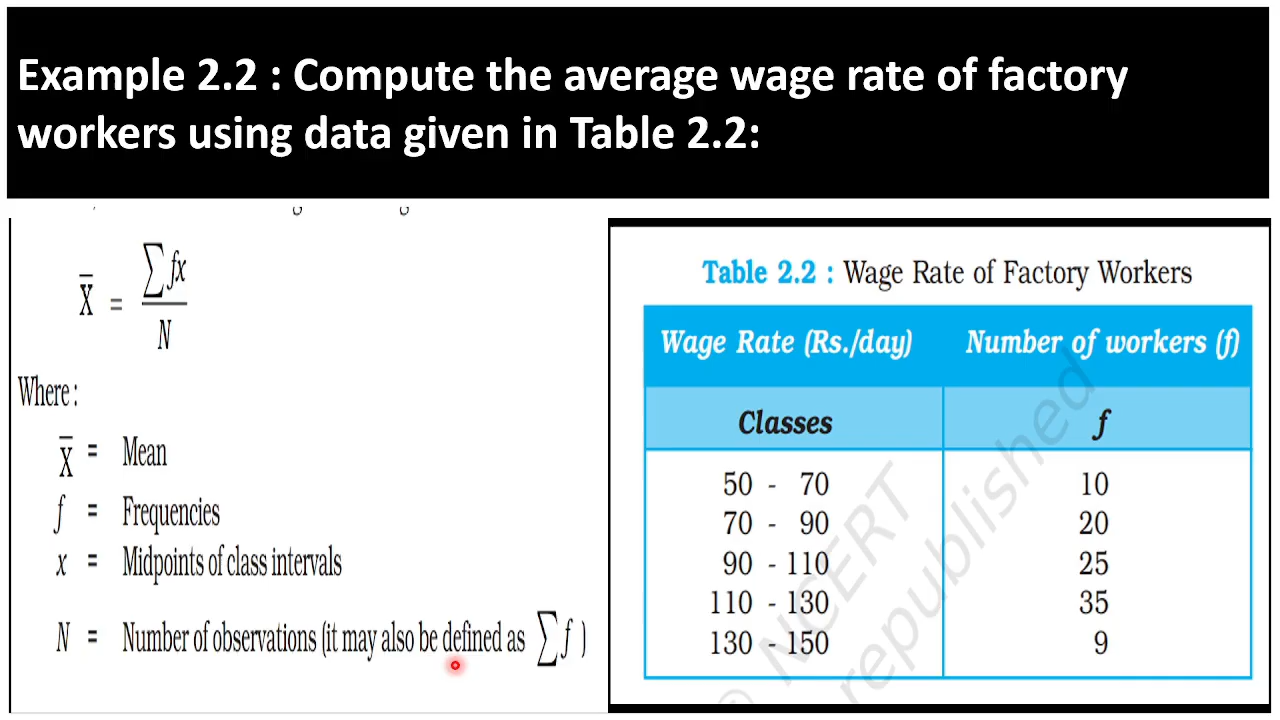 Example 2.2 : Compute the average wage rate of factory
workers using data given in Table 2.2:
X̄ = ∑ fx
N
Where :
X̄ = Mean
f = Frequencies
x = Midpoints of class intervals
N = Number of observations (it may also be defined as ∑ f )
Table 2.2 : Wage Rate of Factory Workers
Wage Rate (Rs./day) Number of workers (f)
Classes f
50 - 70 10
70 - 90 20
90 - 110 25
110 - 130 35
130 - 150 9
© NCERT
republished